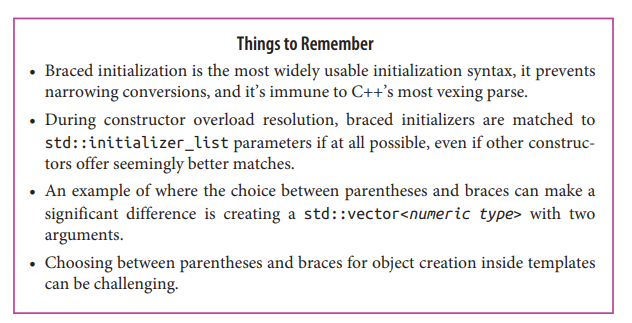 Things to Remember
• Braced initialization is the most widely usable initialization syntax, it prevents
narrowing conversions, and it’s immune to C++’s most vexing parse.
• During constructor overload resolution, braced initializers are matched to
std::initializer_list parameters if at all possible, even if other construc-
tors offer seemingly better matches.
• An example of where the choice between parentheses and braces can make a
significant difference is creating a std::vector<numeric type> with two
arguments.
• Choosing between parentheses and braces for object creation inside templates
can be challenging.